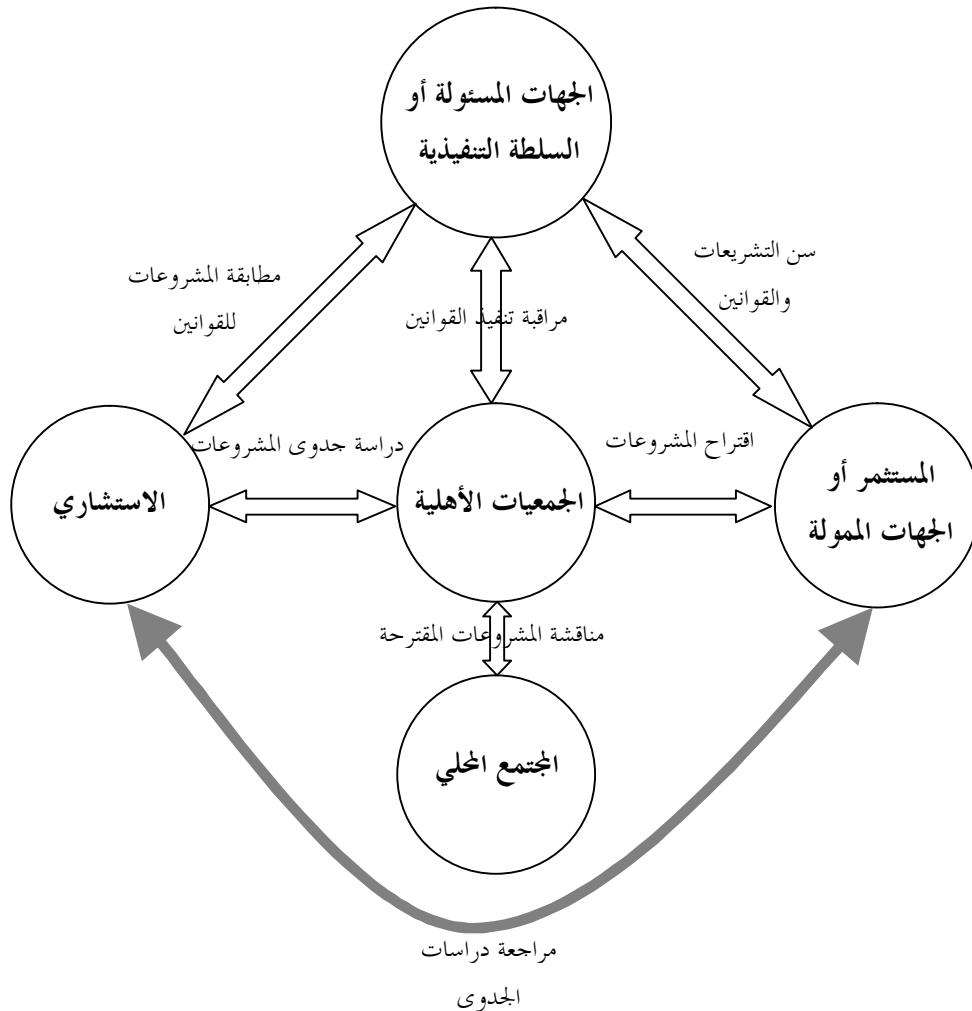 الجهات المسئولة أو
السلطة التنفيذية
سن التشريعات
والقوانين
مطابقة المشروعات
للقوانين
مراقبة تنفيذ القوانين
اقتراح المشروعات
دراسة جدوى المشروعات
المستثمر أو
الجهات الممولة
الجمعيات الأهلية
الاستشاري
مناقشة المشروعات المقترحة
المجتمع المحلي
مراجعة دراسات
الجدوى